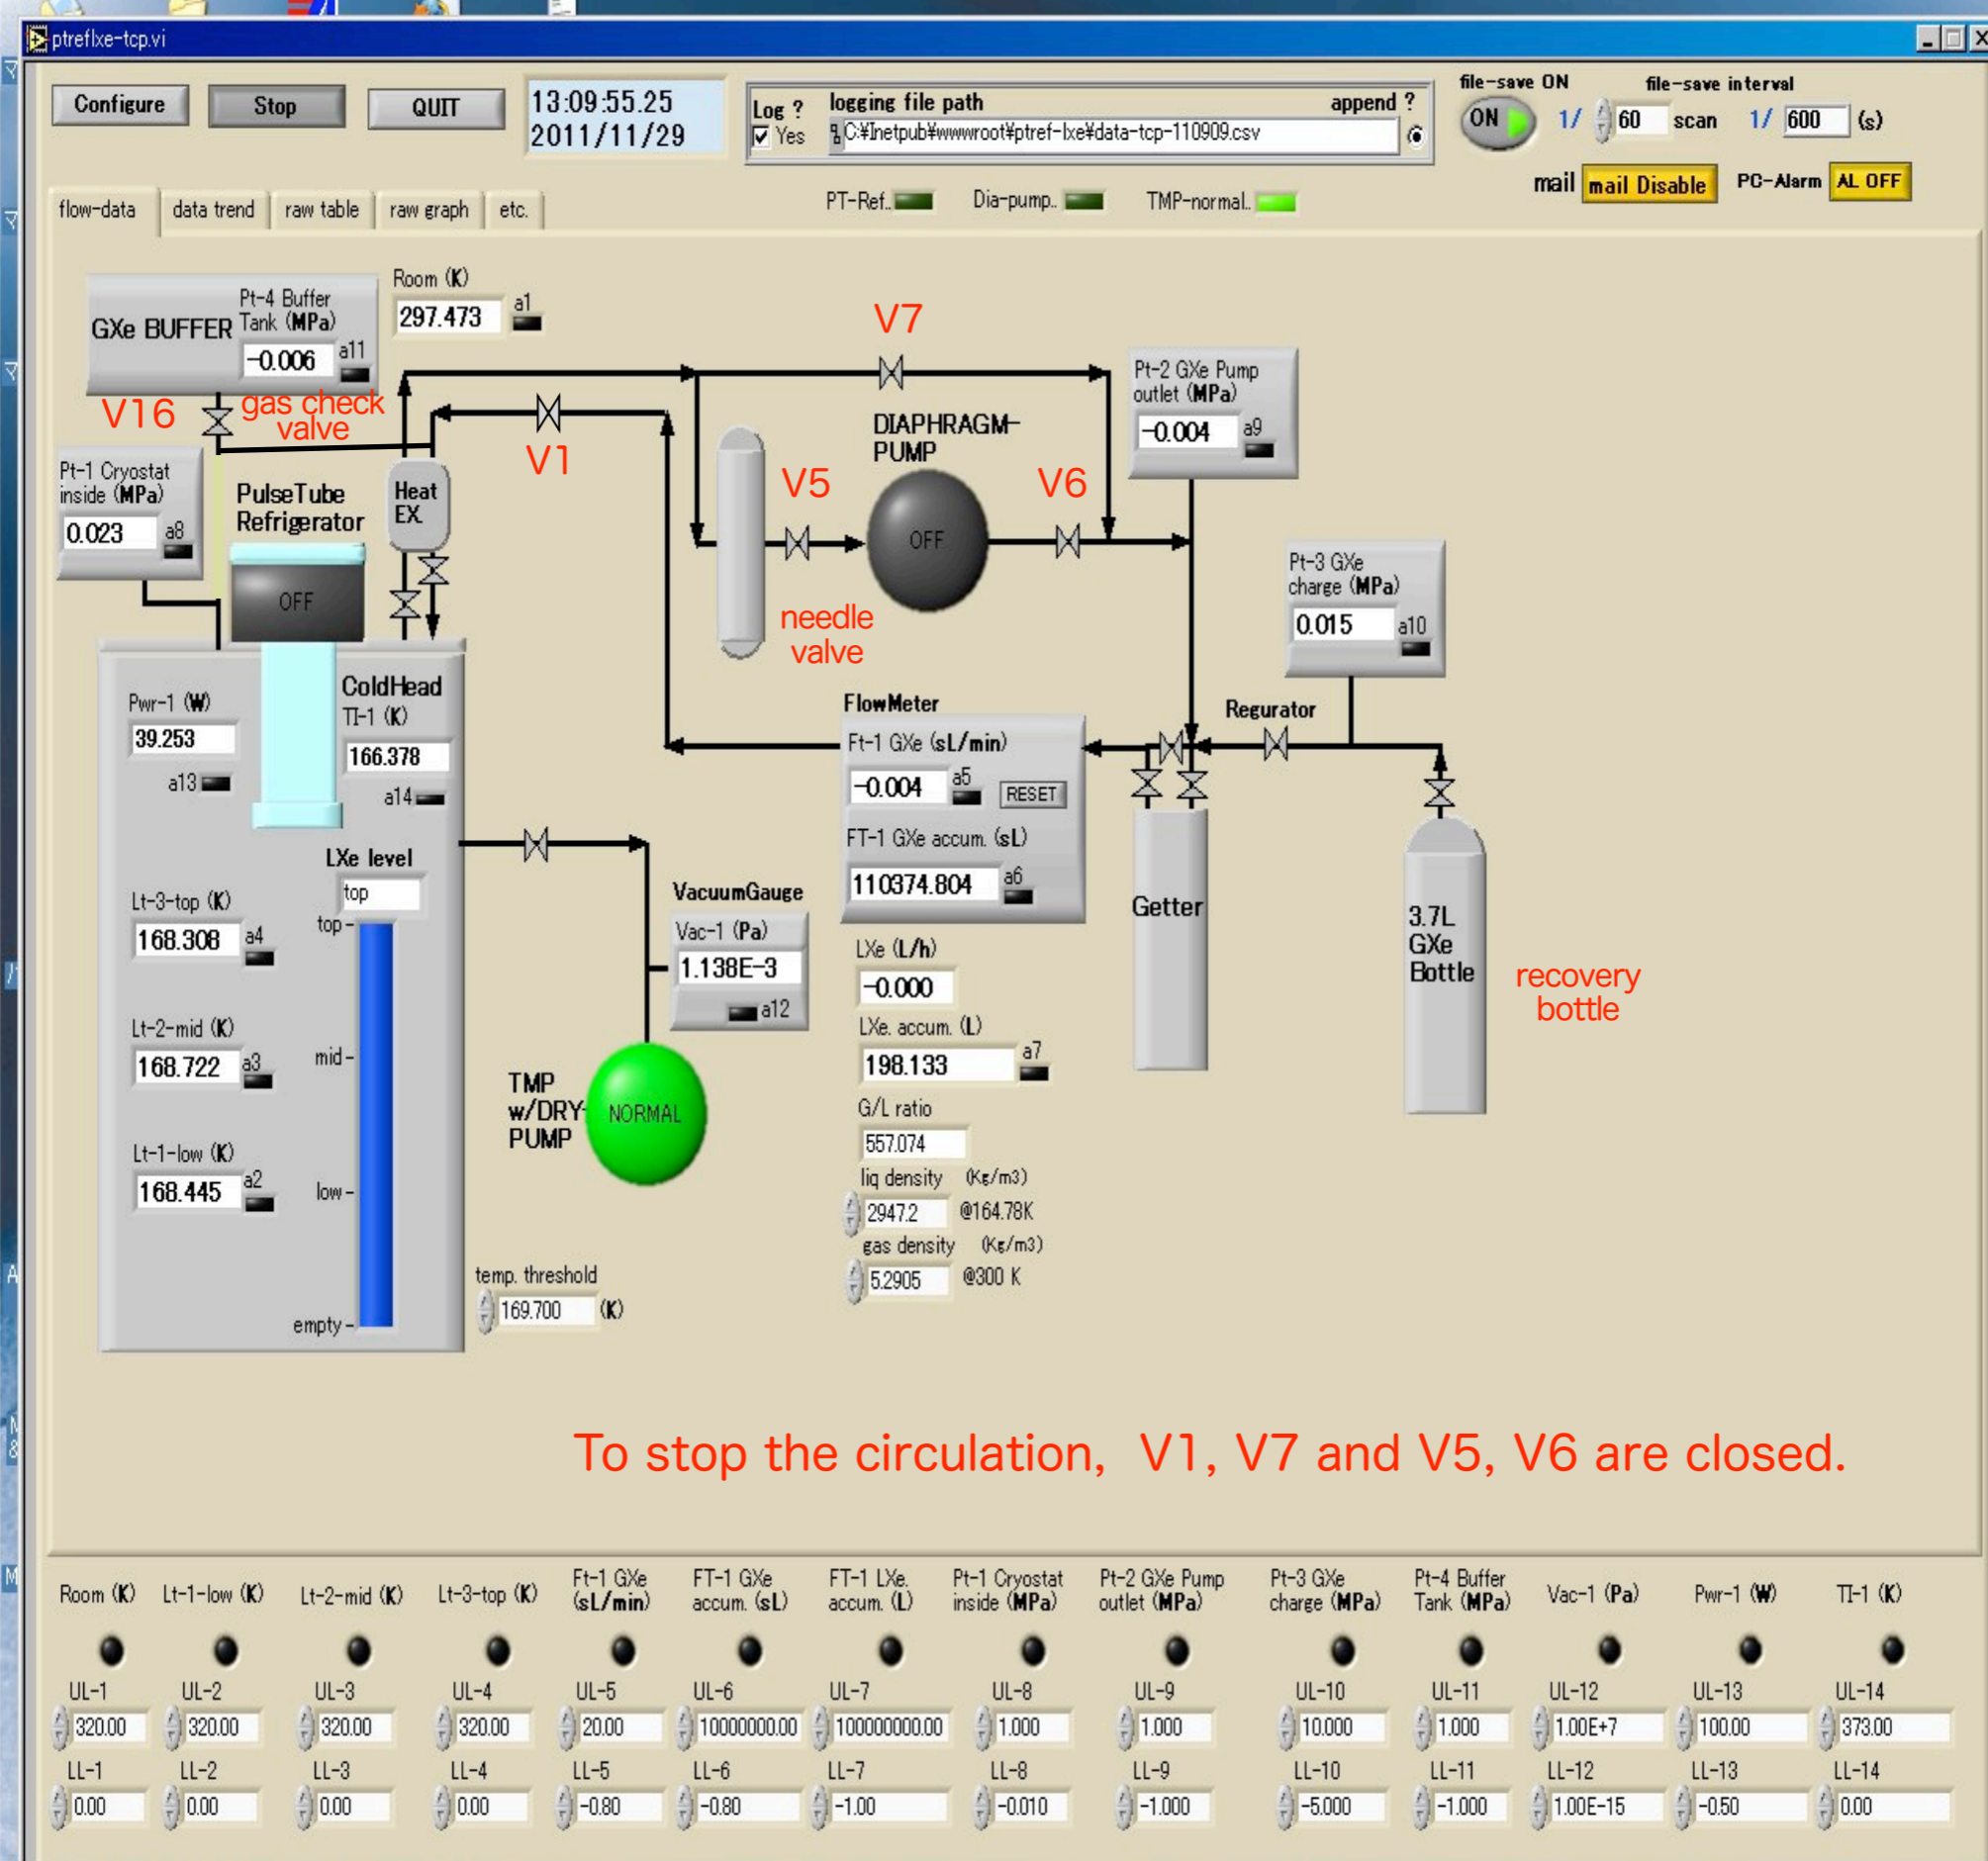 ptreflxe-tcp.vi
Configure
Stop
QUIT
13:09:55.25
2011/11/29
Log ?
Yes
logging file path
append ?
C:¥Inetpub¥wwwroot¥ptref-lxe¥data-tcp-110909.csv
file-save ON
file-save interval
ON
1/ 60 scan 1/ 600 (s)
mail mail Disable
PC-Alarm AL OFF
PT-Ref..
Dia-pump..
TMP-normal..
flow-data
data trend
raw table
raw graph
etc.
GXe BUFFER
Pt-4 Buffer
Tank (MPa)
-0.006
a11
Room (K)
297.473
a1
V16
gas check
valve
V1
V7
Pt-1 Cryostat
inside (MPa)
0.023
a8
PulseTube
Refrigerator
OFF
Heat
EX.
DIAPHRAGM-
PUMP
V5
V6
OFF
needle
valve
Pt-2 GXe Pump
outlet (MPa)
-0.004
a9
Pt-3 GXe
charge (MPa)
0.015
a10
Pwr-1 (W)
39.253
a13
ColdHead
TI-1 (K)
166.378
a14
FlowMeter
Ft-1 GXe (sL/min)
-0.004
a5
RESET
FT-1 GXe accum. (sL)
110374.804
a6
Regurator
Getter
3.7L
GXe
Bottle
recovery
bottle
LXe level
top
top-
mid-
low-
empty-
Lt-3-top (K)
168.308
a4
Lt-2-mid (K)
168.722
a3
Lt-1-low (K)
168.445
a2
VacuumGauge
Vac-1 (Pa)
1.138E-3
a12
TMP
w/DRY-
PUMP
NORMAL
LXe (L/h)
-0.000
LXe. accum. (L)
198.133
a7
G/L ratio
557.074
liq density (Kg/m3)
2947.2 @164.78K
gas density (Kg/m3)
5.2905 @300 K
temp. threshold
169.700 (K)
To stop the circulation, V1, V7 and V5, V6 are closed.
Room (K)
Lt-1-low (K)
Lt-2-mid (K)
Lt-3-top (K)
Ft-1 GXe
(sL/min)
FT-1 GXe
accum. (sL)
FT-1 LXe.
accum. (L)
Pt-1 Cryostat
inside (MPa)
Pt-2 GXe Pump
outlet (MPa)
Pt-3 GXe
charge (MPa)
Pt-4 Buffer
Tank (MPa)
Vac-1 (Pa)
Pwr-1 (W)
TI-1 (K)
UL-1 UL-2 UL-3 UL-4 UL-5 UL-6 UL-7 UL-8 UL-9 UL-10 UL-11 UL-12 UL-13 UL-14
320.00 320.00 320.00 320.00 20.00 10000000.00 100000000.00 1.000 1.000 10.000 1.000 1.00E+7 100.00 373.00
LL-1 LL-2 LL-3 LL-4 LL-5 LL-6 LL-7 LL-8 LL-9 LL-10 LL-11 LL-12 LL-13 LL-14
0.00 0.00 0.00 0.00 -0.80 -0.80 -1.00 -0.010 -1.000 -5.000 -1.000 1.00E-15 -0.50 0.00